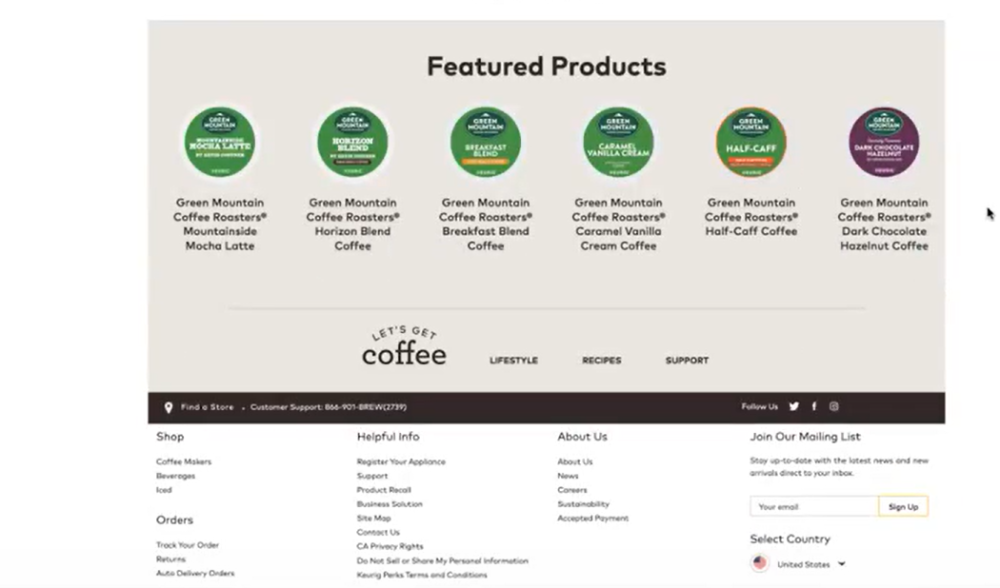 Featured Products
GREEN MOUNTAIN
MOUNTAINSIDE
MOCHA LATTE
KEURIG
GREEN MOUNTAIN
HORIZON
BLEND
KEURIG
GREEN MOUNTAIN
BREAKFAST
BLEND
KEURIG
GREEN MOUNTAIN
CARAMEL
VANILLA CREAM
KEURIG
GREEN MOUNTAIN
HALF-CAFF
KEURIG
GREEN MOUNTAIN
DARK CHOCOLATE
HAZELNUT
KEURIG
Green Mountain
Coffee Roasters®
Mountainside
Mocha Latte
Green Mountain
Coffee Roasters®
Horizon Blend
Coffee
Green Mountain
Coffee Roasters®
Breakfast Blend
Coffee
Green Mountain
Coffee Roasters®
Caramel Vanilla
Cream Coffee
Green Mountain
Coffee Roasters®
Half-Caff Coffee
Green Mountain
Coffee Roasters®
Dark Chocolate
Hazelnut Coffee
LET'S GET
coffee
LIFESTYLE RECIPES SUPPORT
Find a Store • Customer Support: 866-901-BREW(2739)
Follow Us
Shop
Coffee Makers
Beverages
Iced
Orders
Track Your Order
Returns
Auto Delivery Orders
Helpful Info
Register Your Appliance
Support
Product Recall
Business Solution
Site Map
Contact Us
CA Privacy Rights
Do Not Sell or Share My Personal Information
Keurig Perks Terms and Conditions
About Us
About Us
News
Careers
Sustainability
Accepted Payment
Join Our Mailing List
Stay up-to-date with the latest news and new
arrivals direct to your inbox.
Your email Sign Up
Select Country
United States